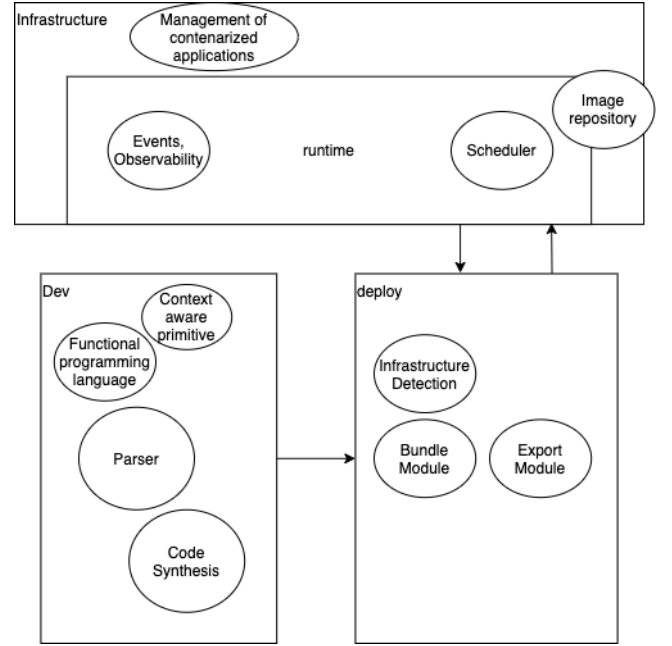 Infrastructure
Management of
contenarized
applications
Image
repository
Events,
Observability
runtime
Scheduler
Dev
Context
aware
primitive
Functional
programming
language
Parser
Code
Synthesis
deploy
Infrastructure
Detection
Bundle
Module
Export
Module